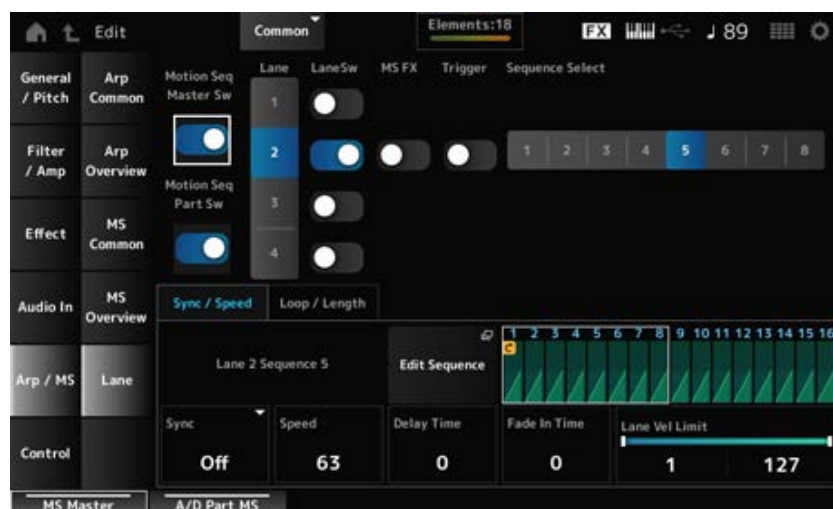 Edit
Common
Elements:18
FX
♩ 89
General / Pitch
Arp Common
Filter / Amp
Arp Overview
Effect
MS Common
Audio In
MS Overview
Arp / MS
Lane
Control
Motion Seq Master Sw
Motion Seq Part Sw
Lane
LaneSw
MS FX
Trigger
Sequence Select
1
2
3
4
1 2 3 4 5 6 7 8
Sync / Speed
Loop / Length
Lane 2 Sequence 5
Edit Sequence
1 2 3 4 5 6 7 8 9 10 11 12 13 14 15 16
C
Sync
Off
Speed
63
Delay Time
0
Fade In Time
0
Lane Vel Limit
1
127
MS Master
A/D Part MS